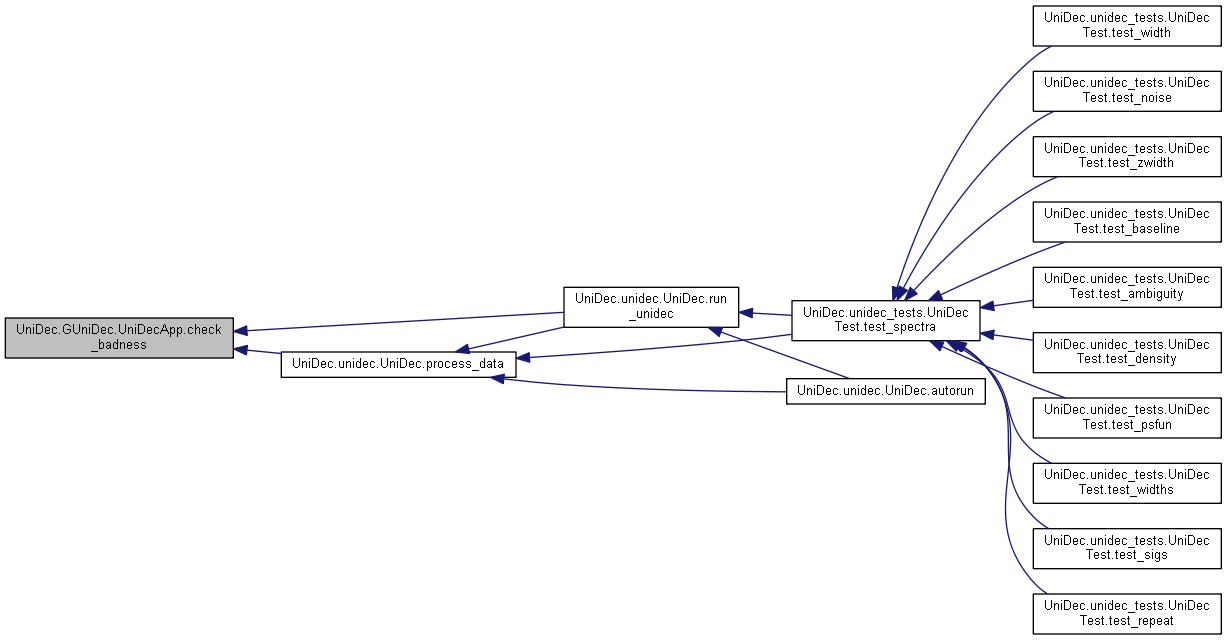 UniDec.GUniDec.UniDecApp.check
_badness
UniDec.unidec.UniDec.run
_unidec
UniDec.unidec.UniDec.process_data
UniDec.unidec_tests.UniDec
Test.test_spectra
UniDec.unidec.UniDec.autorun
UniDec.unidec_tests.UniDec
Test.test_width
UniDec.unidec_tests.UniDec
Test.test_noise
UniDec.unidec_tests.UniDec
Test.test_zwidth
UniDec.unidec_tests.UniDec
Test.test_baseline
UniDec.unidec_tests.UniDec
Test.test_ambiguity
UniDec.unidec_tests.UniDec
Test.test_density
UniDec.unidec_tests.UniDec
Test.test_psfun
UniDec.unidec_tests.UniDec
Test.test_widths
UniDec.unidec_tests.UniDec
Test.test_sigs
UniDec.unidec_tests.UniDec
Test.test_repeat